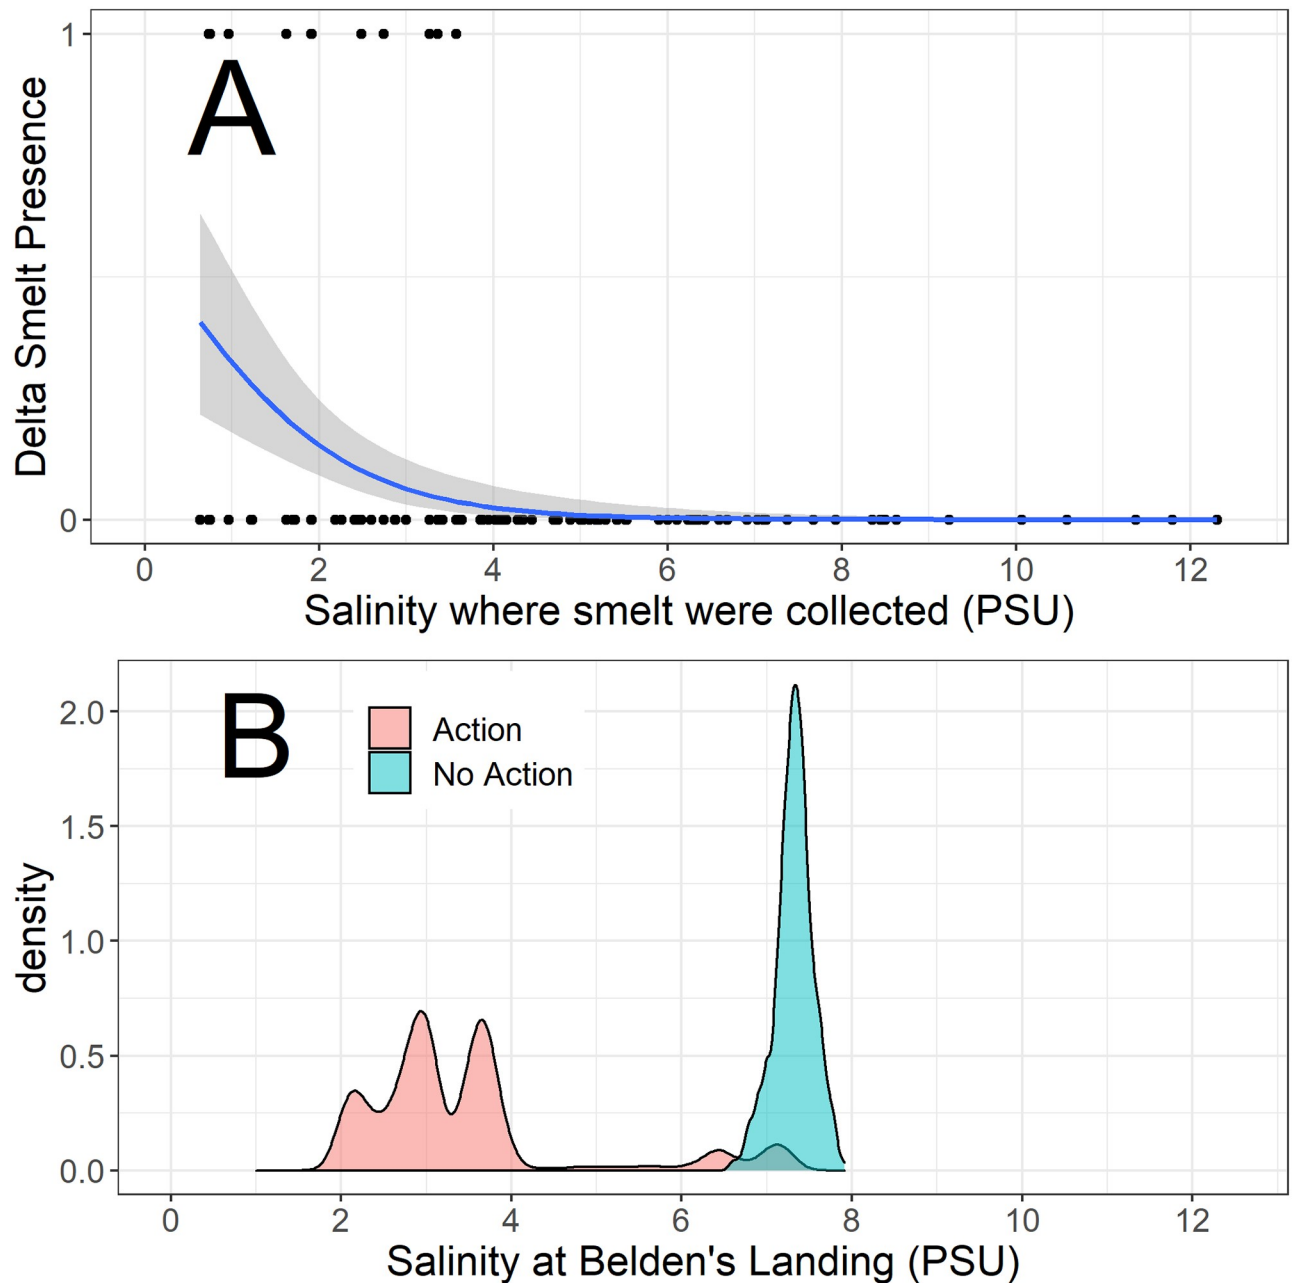 1
A
Delta Smelt Presence
0
0 2 4 6 8 10 12
Salinity where smelt were collected (PSU)
B
Action
No Action
2.0
1.5
1.0
0.5
0.0
density
0 2 4 6 8 10 12
Salinity at Belden's Landing (PSU)